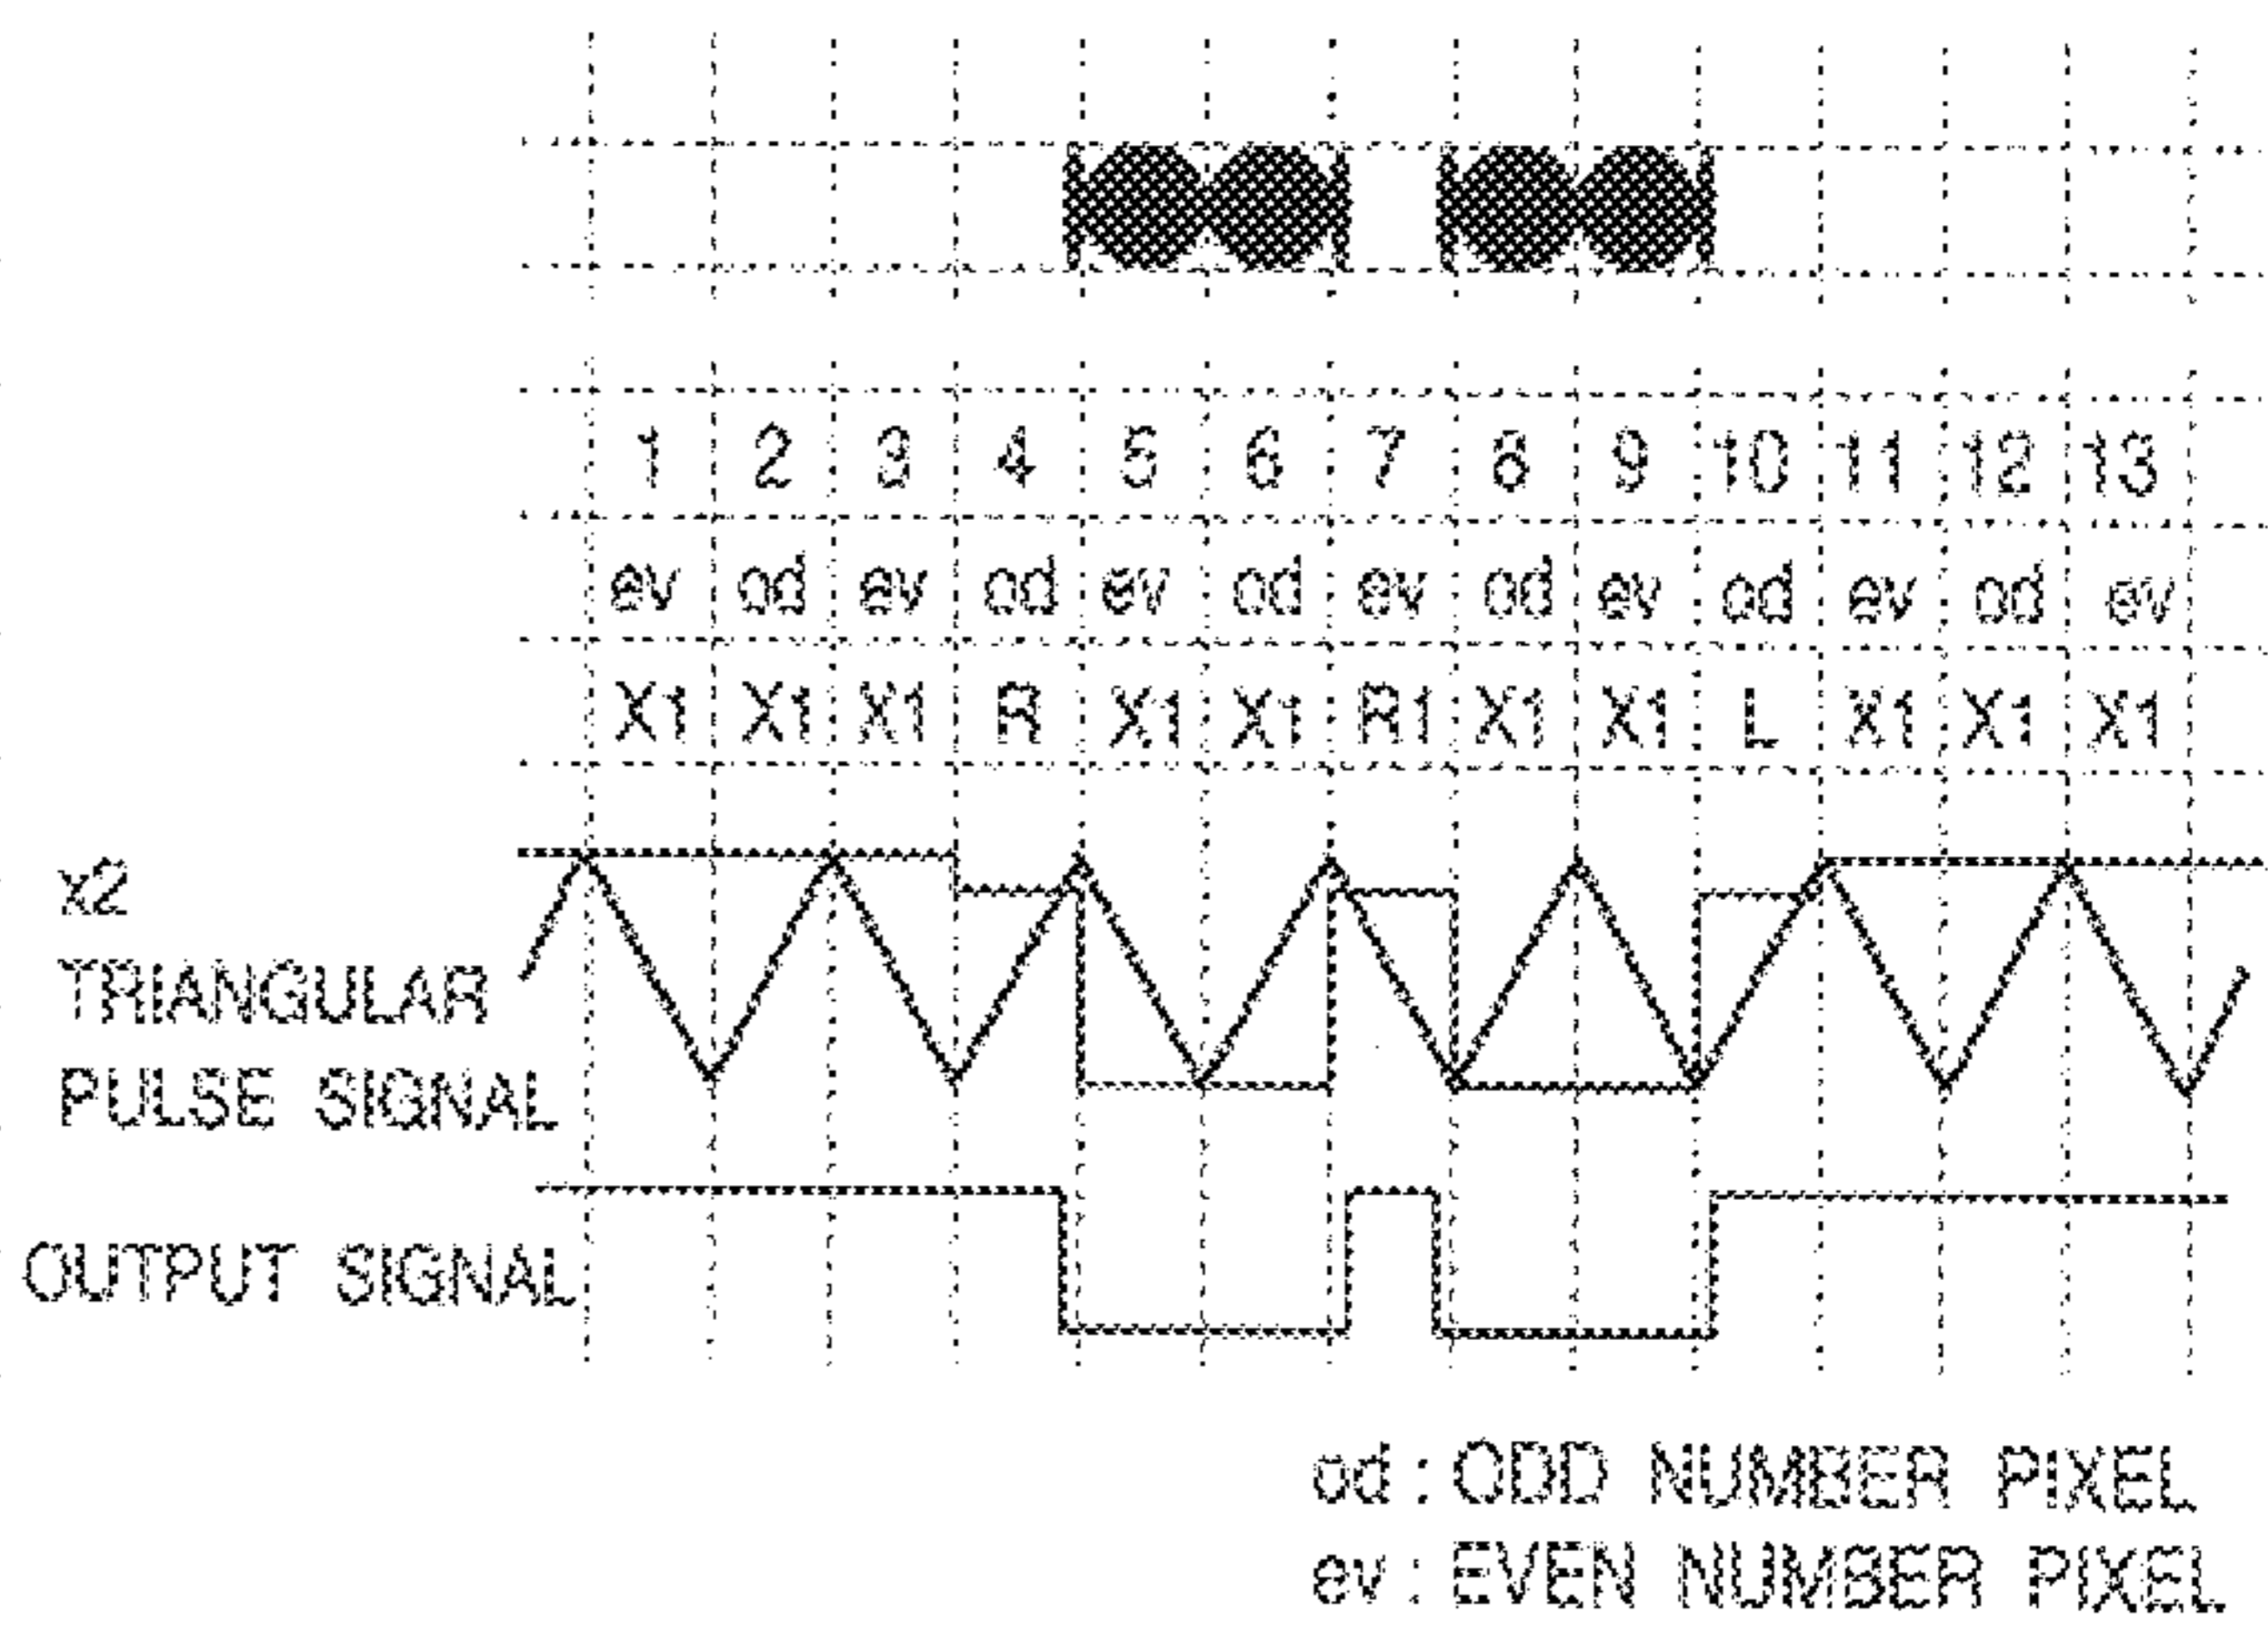 1 2 3 4 5 6 7 8 9 10 11 12 13
ev od ev od ev od ev od ev od ev od ev
X1 X1 X1 R X1 X1 R1 X1 X1 L X1 X1 X1
x2
TRIANGULAR
PULSE SIGNAL
OUTPUT SIGNAL
od : ODD NUMBER PIXEL
ev : EVEN NUMBER PIXEL